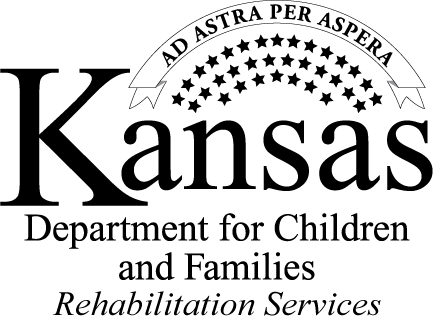 AD ASTRA PER ASPERA
Kansas
Department for Children
and Families
Rehabilitation Services